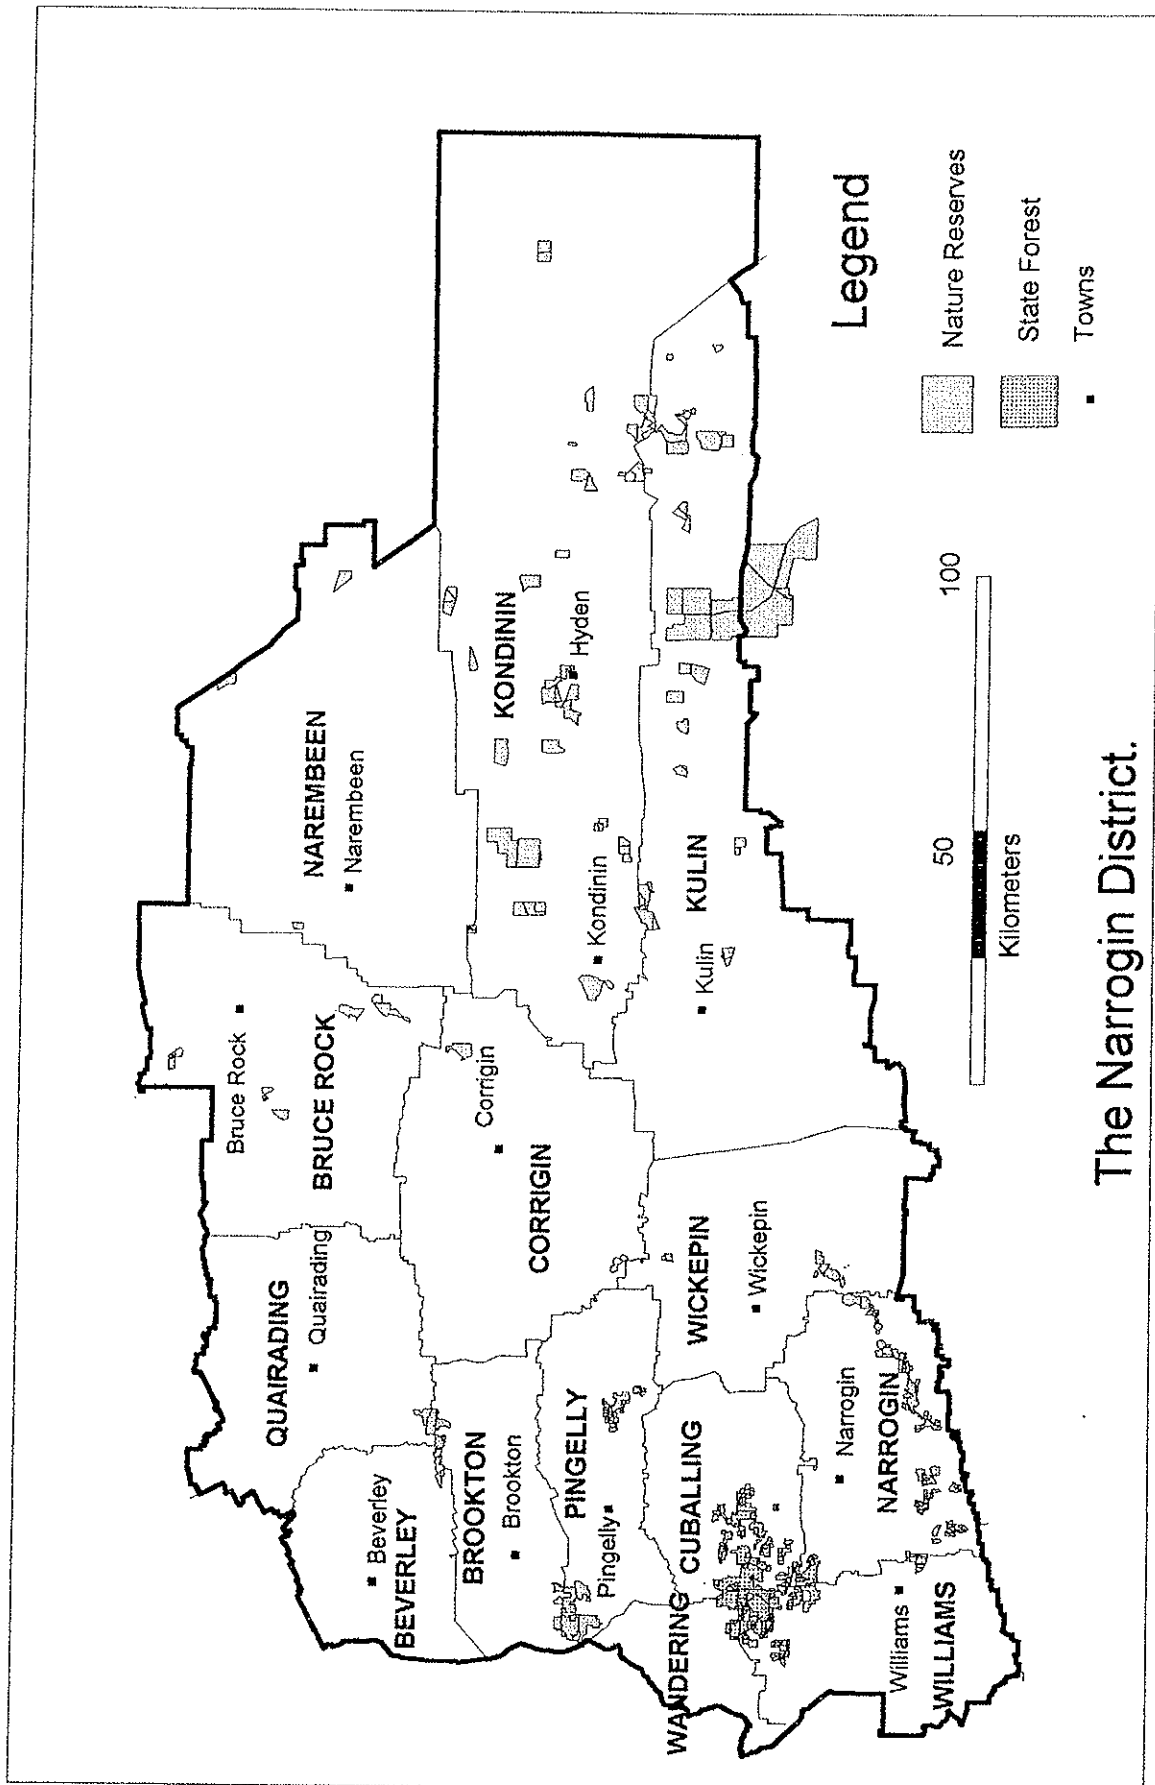 QUAIRADING
Quairading
BRUCE ROCK
Bruce Rock
NAREMBEEN
Narembeen
Beverley
BEVERLEY
BROOKTON
Brookton
CORRIGIN
Corrigin
KONDININ
Hyden
Kondinin
PINGELLY
Pingelly
WANDERING
CUBALLING
WICKEPIN
Wickepin
KULIN
Kulin
Narrogin
NARROGIN
Williams
WILLIAMS
Legend
Nature Reserves
State Forest
Towns
50
100
Kilometers
The Narrogin District.